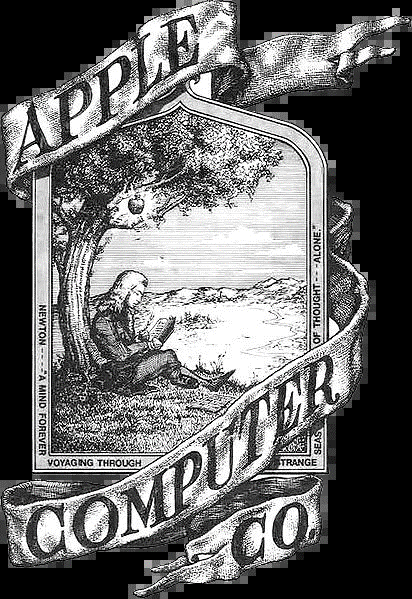 APPLE
COMPUTER
CO.
NEWTON ---- "A MIND FOREVER
VOYAGING THROUGH
STRANGE
SEAS
OF THOUGHT --- ALONE."